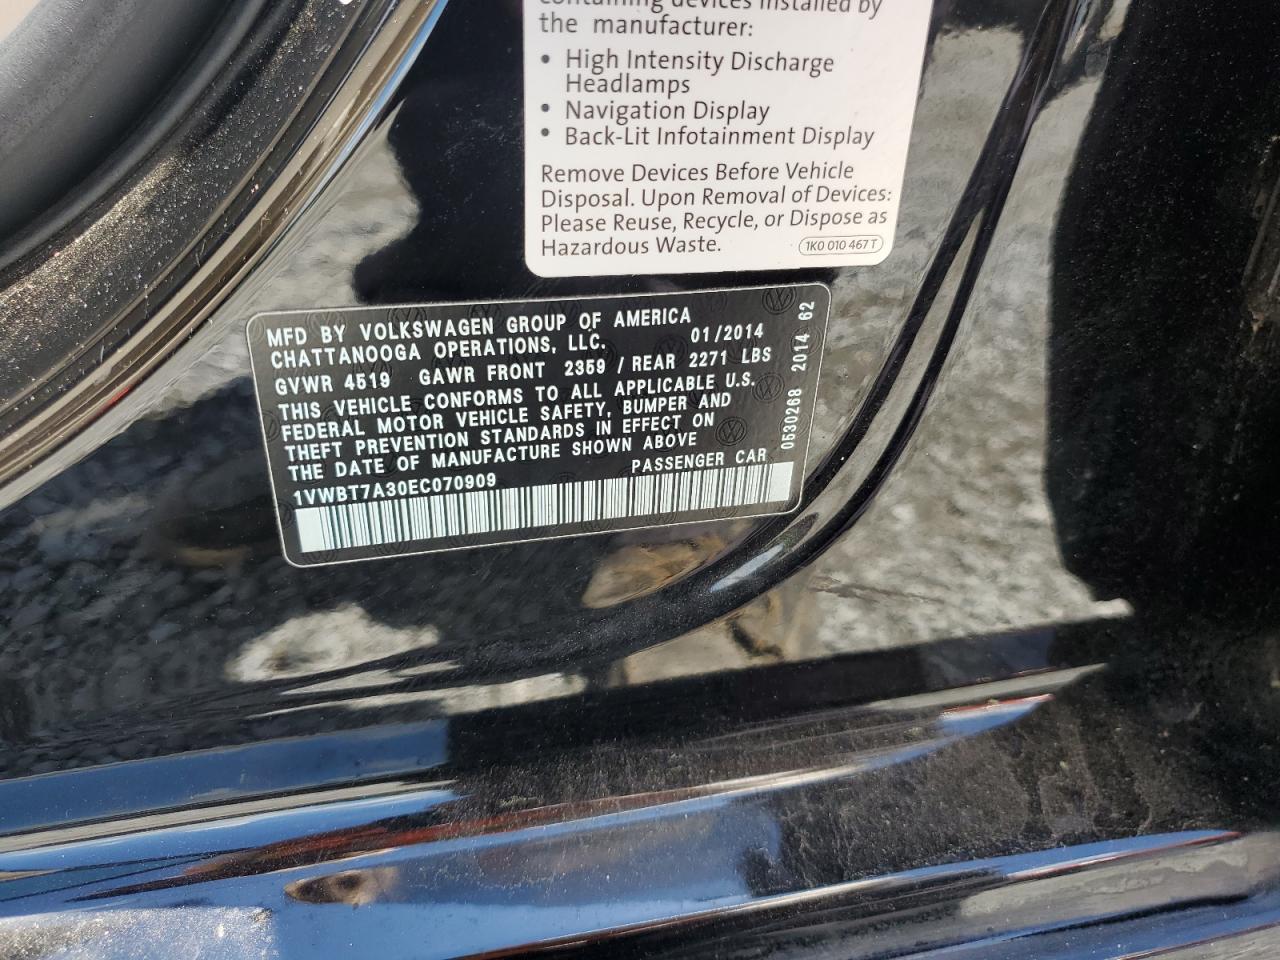 containing devices installed by
the manufacturer:
• High Intensity Discharge
Headlamps
• Navigation Display
• Back-Lit Infotainment Display
Remove Devices Before Vehicle
Disposal. Upon Removal of Devices:
Please Reuse, Recycle, or Dispose as
Hazardous Waste.
1K0 010 467 T
MFD BY VOLKSWAGEN GROUP OF AMERICA
CHATTANOOGA OPERATIONS, LLC. 01/2014
GVWR 4519 GAWR FRONT 2359 / REAR 2271 LBS
THIS VEHICLE CONFORMS TO ALL APPLICABLE U.S.
FEDERAL MOTOR VEHICLE SAFETY, BUMPER AND
THEFT PREVENTION STANDARDS IN EFFECT ON
THE DATE OF MANUFACTURE SHOWN ABOVE
1VWBT7A30EC070909 PASSENGER CAR
0530268 2014 62